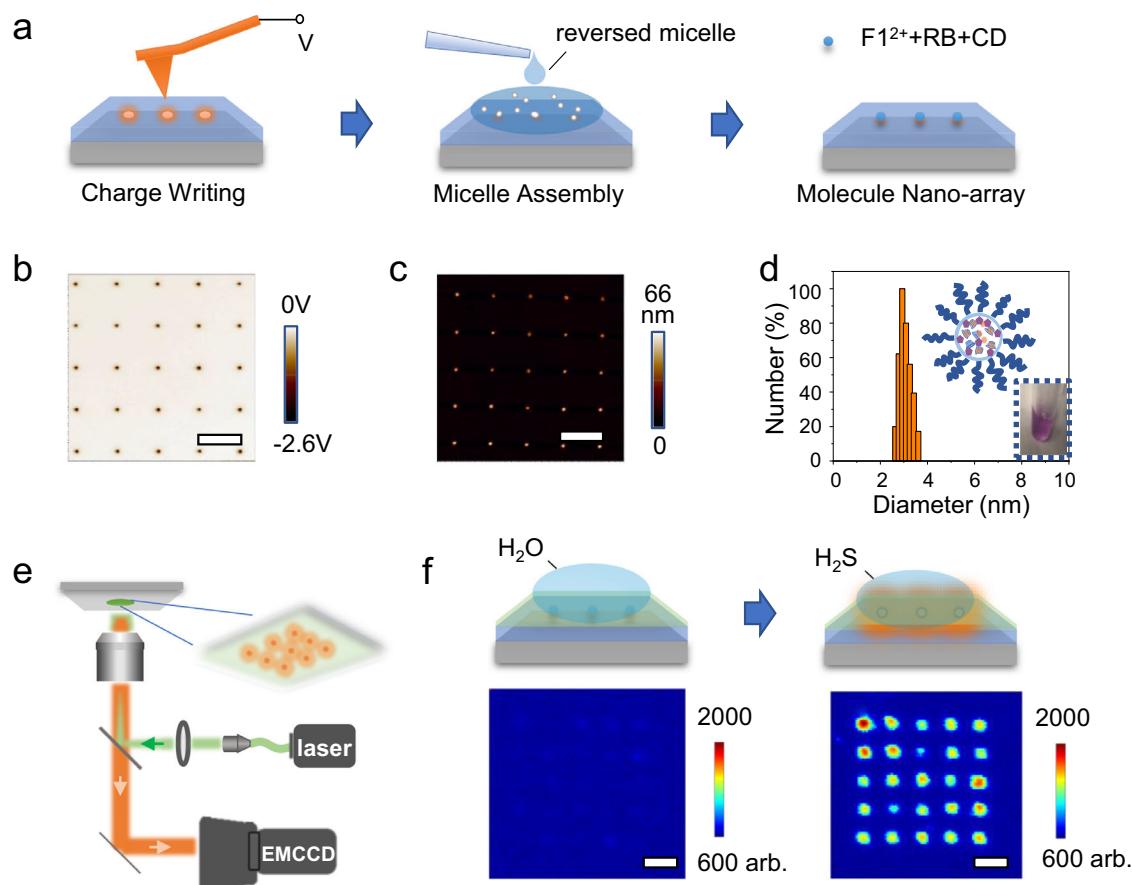 a
V
Charge Writing
reversed micelle
Micelle Assembly
F1²⁺+RB+CD
Molecule Nano-array
b
0V
-2.6V
c
66
nm
0
d
Number (%)
100
80
60
40
20
0
0 2 4 6 8 10
Diameter (nm)
e
laser
EMCCD
f
H₂O
H₂S
2000
600 arb.
2000
600 arb.